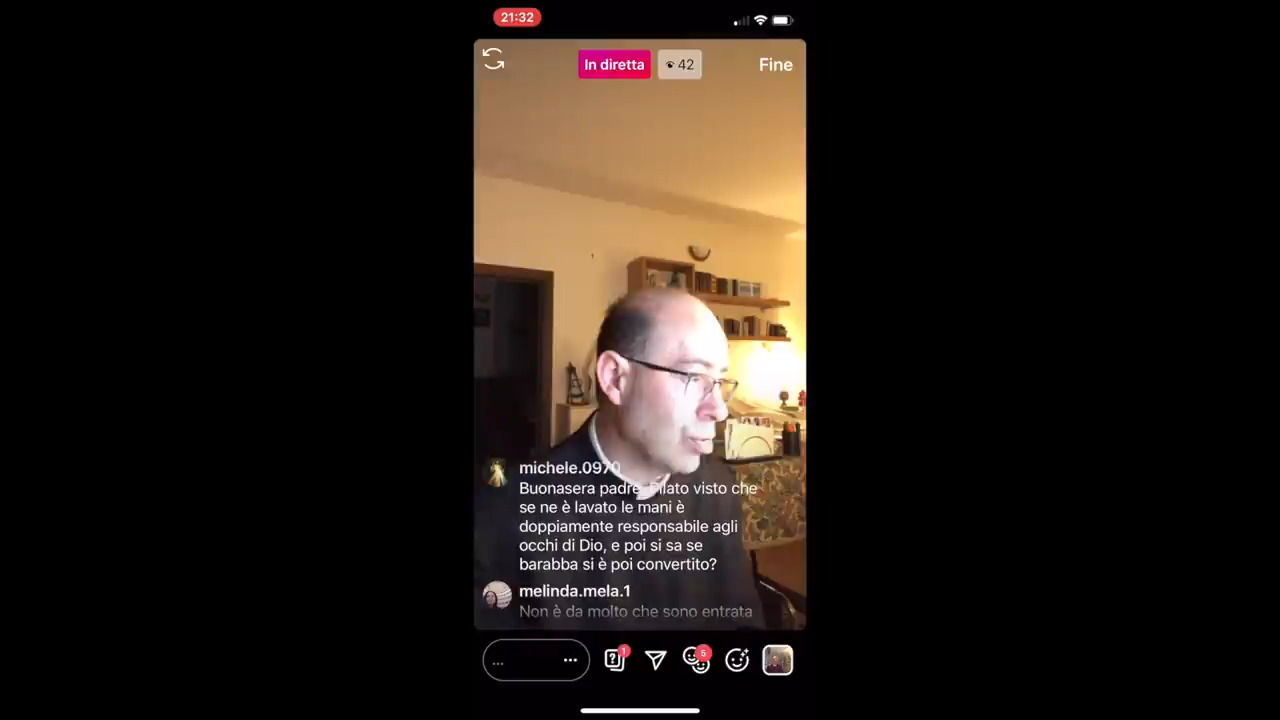 21:32
In diretta
42
Fine
michele.0970
Buonasera padre, Pilato visto che
se ne è lavato le mani è
doppiamente responsabile agli
occhi di Dio, e poi si sa se
barabba si è poi convertito?
melinda.mela.1
Non è da molto che sono entrata
...
1
5